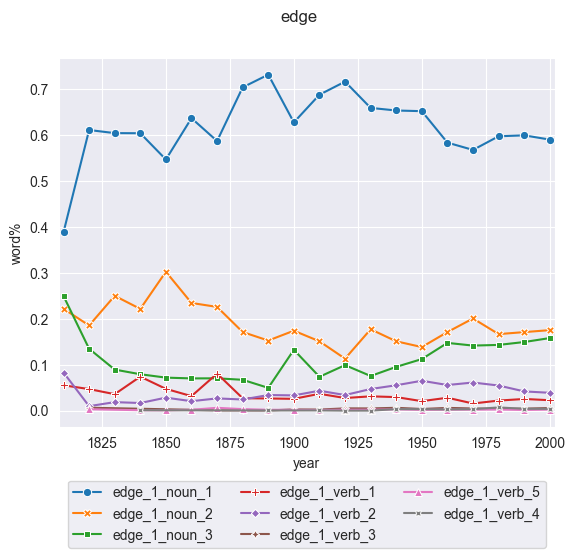 edge
0.7
0.6
0.5
0.4
0.3
0.2
0.1
0.0
word%
1825 1850 1875 1900 1925 1950 1975 2000
year
edge_1_noun_1 edge_1_verb_1 edge_1_verb_5
edge_1_noun_2 edge_1_verb_2 edge_1_verb_4
edge_1_noun_3 edge_1_verb_3